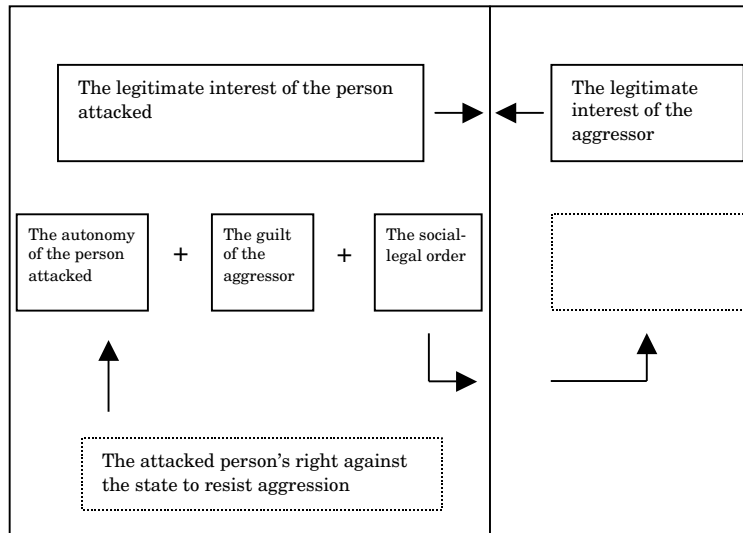 The legitimate interest of the person
attacked
The legitimate
interest of the
aggressor
The autonomy
of the person
attacked
+
The guilt
of the
aggressor
+
The social-
legal order
The attacked person's right against
the state to resist aggression